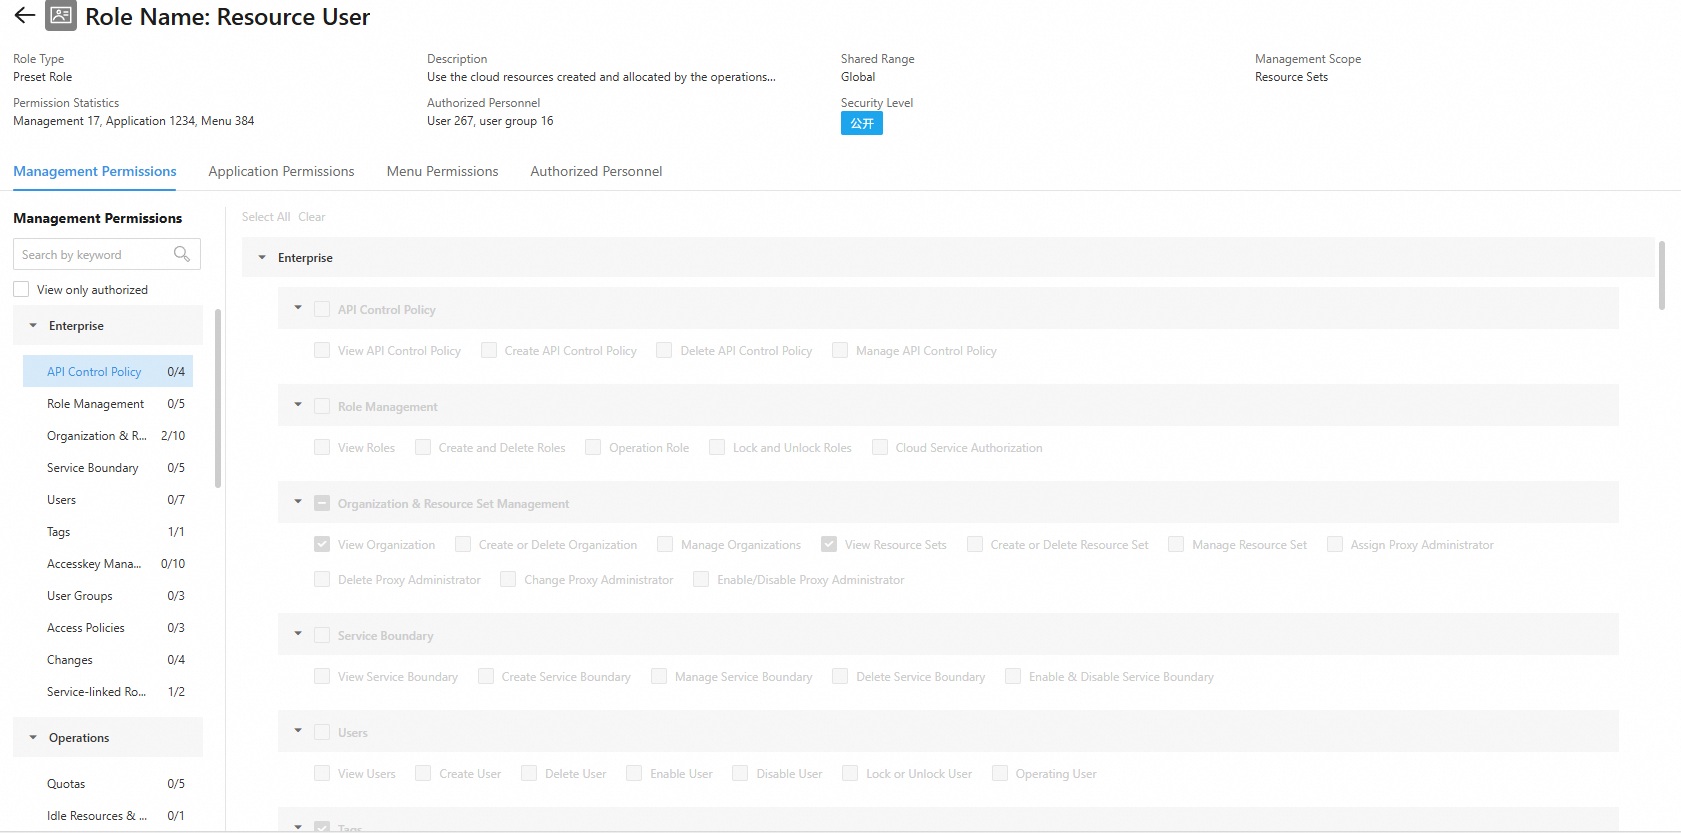 Role Name: Resource User
Role Type
Preset Role
Description
Use the cloud resources created and allocated by the operations...
Shared Range
Global
Management Scope
Resource Sets
Permission Statistics
Management 17, Application 1234, Menu 384
Authorized Personnel
User 267, user group 16
Security Level
公开
Management Permissions
Application Permissions
Menu Permissions
Authorized Personnel
Management Permissions
Search by keyword
View only authorized
Enterprise
API Control Policy 0/4
Role Management 0/5
Organization & R... 2/10
Service Boundary 0/5
Users 0/7
Tags 1/1
Accesskey Mana... 0/10
User Groups 0/3
Access Policies 0/3
Changes 0/4
Service-linked Ro... 1/2
Operations
Quotas 0/5
Idle Resources & ... 0/1
Select All Clear
Enterprise
API Control Policy
View API Control Policy Create API Control Policy Delete API Control Policy Manage API Control Policy
Role Management
View Roles Create and Delete Roles Operation Role Lock and Unlock Roles Cloud Service Authorization
Organization & Resource Set Management
View Organization Create or Delete Organization Manage Organizations View Resource Sets Create or Delete Resource Set Manage Resource Set Assign Proxy Administrator
Delete Proxy Administrator Change Proxy Administrator Enable/Disable Proxy Administrator
Service Boundary
View Service Boundary Create Service Boundary Manage Service Boundary Delete Service Boundary Enable & Disable Service Boundary
Users
View Users Create User Delete User Enable User Disable User Lock or Unlock User Operating User
Tags